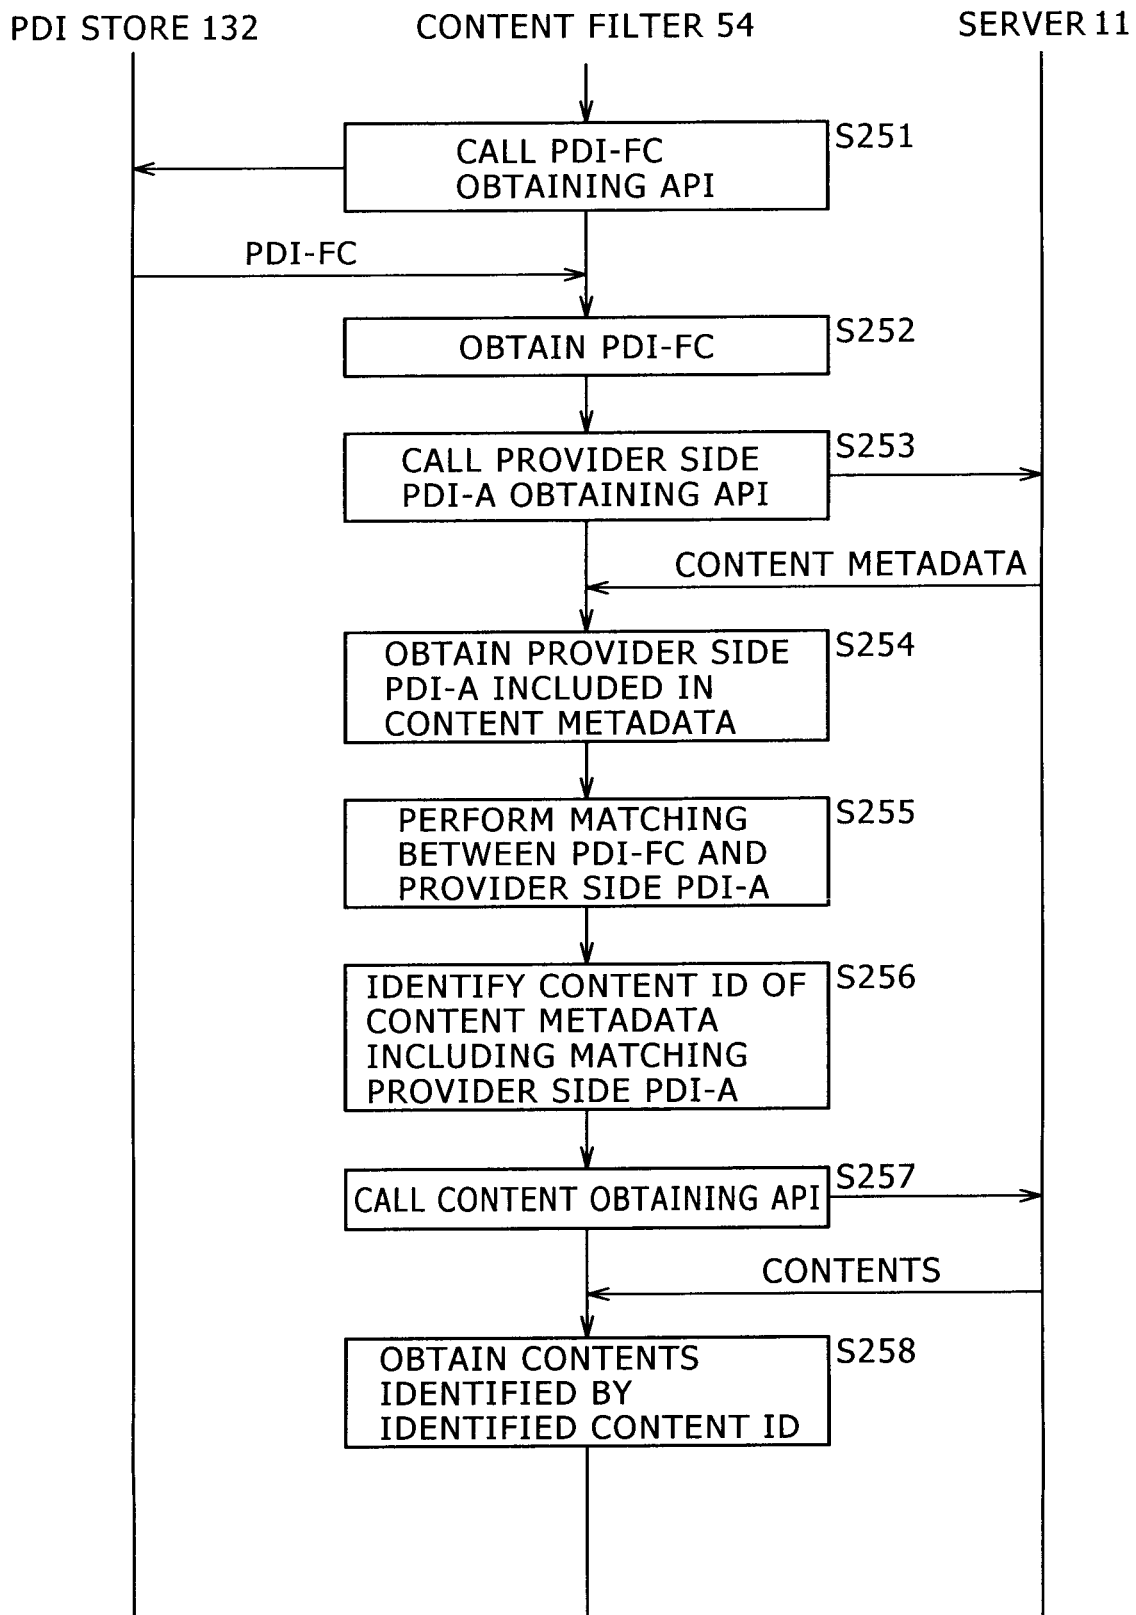 PDI STORE 132
CONTENT FILTER 54
SERVER 11
S251
CALL PDI-FC
OBTAINING API
PDI-FC
S252
OBTAIN PDI-FC
S253
CALL PROVIDER SIDE
PDI-A OBTAINING API
CONTENT METADATA
S254
OBTAIN PROVIDER SIDE
PDI-A INCLUDED IN
CONTENT METADATA
S255
PERFORM MATCHING
BETWEEN PDI-FC AND
PROVIDER SIDE PDI-A
S256
IDENTIFY CONTENT ID OF
CONTENT METADATA
INCLUDING MATCHING
PROVIDER SIDE PDI-A
S257
CALL CONTENT OBTAINING API
CONTENTS
S258
OBTAIN CONTENTS
IDENTIFIED BY
IDENTIFIED CONTENT ID